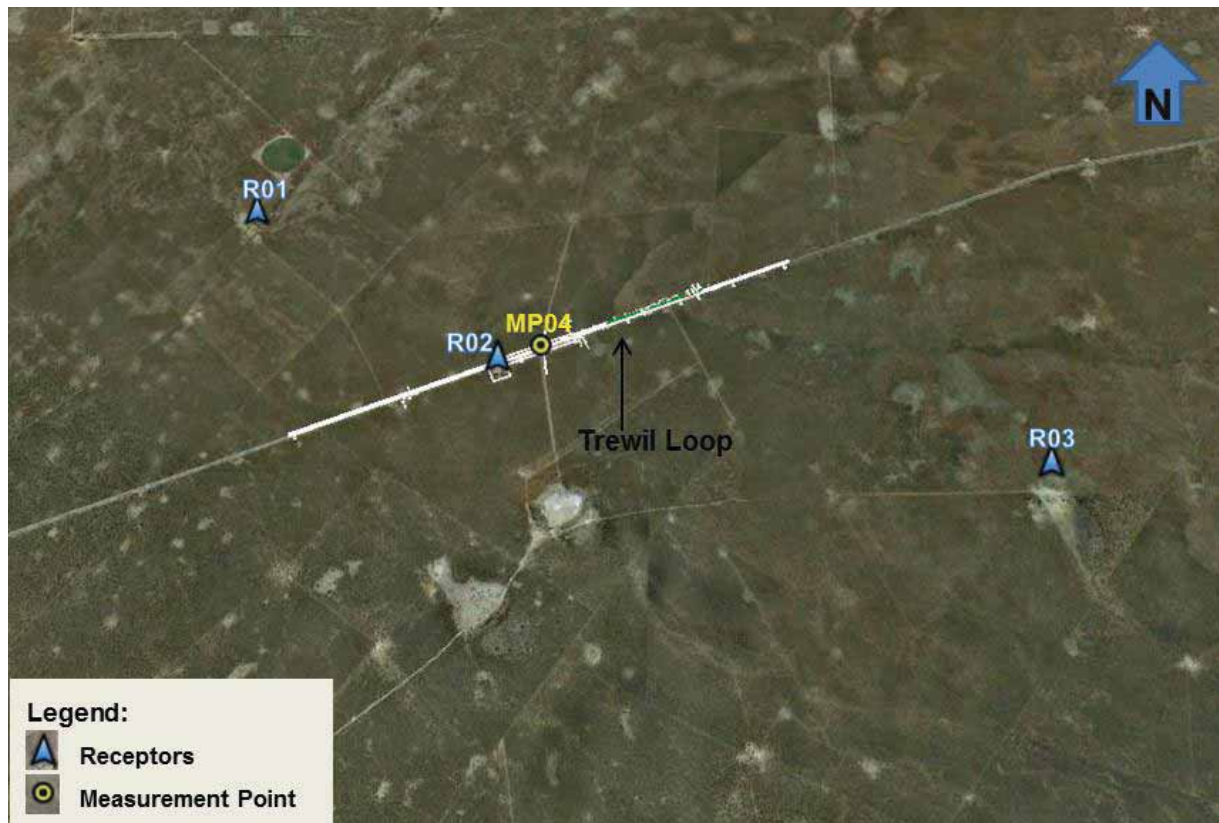 N
R01
MP04
R02
Trewil Loop
R03
Legend:
Receptors
Measurement Point